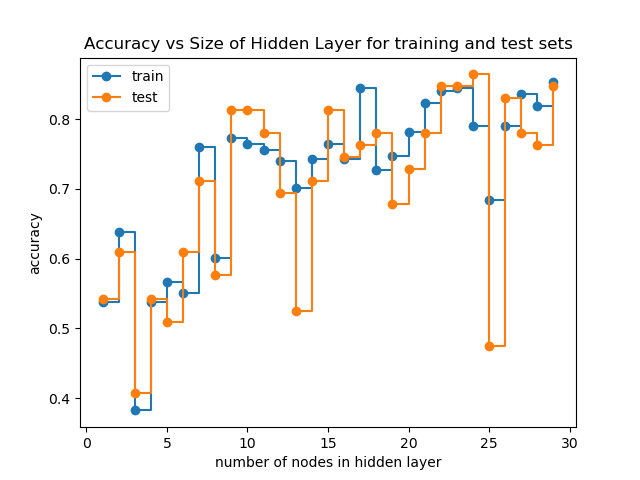 Accuracy vs Size of Hidden Layer for training and test sets
train
test
accuracy
0.8
0.7
0.6
0.5
0.4
0 5 10 15 20 25 30
number of nodes in hidden layer